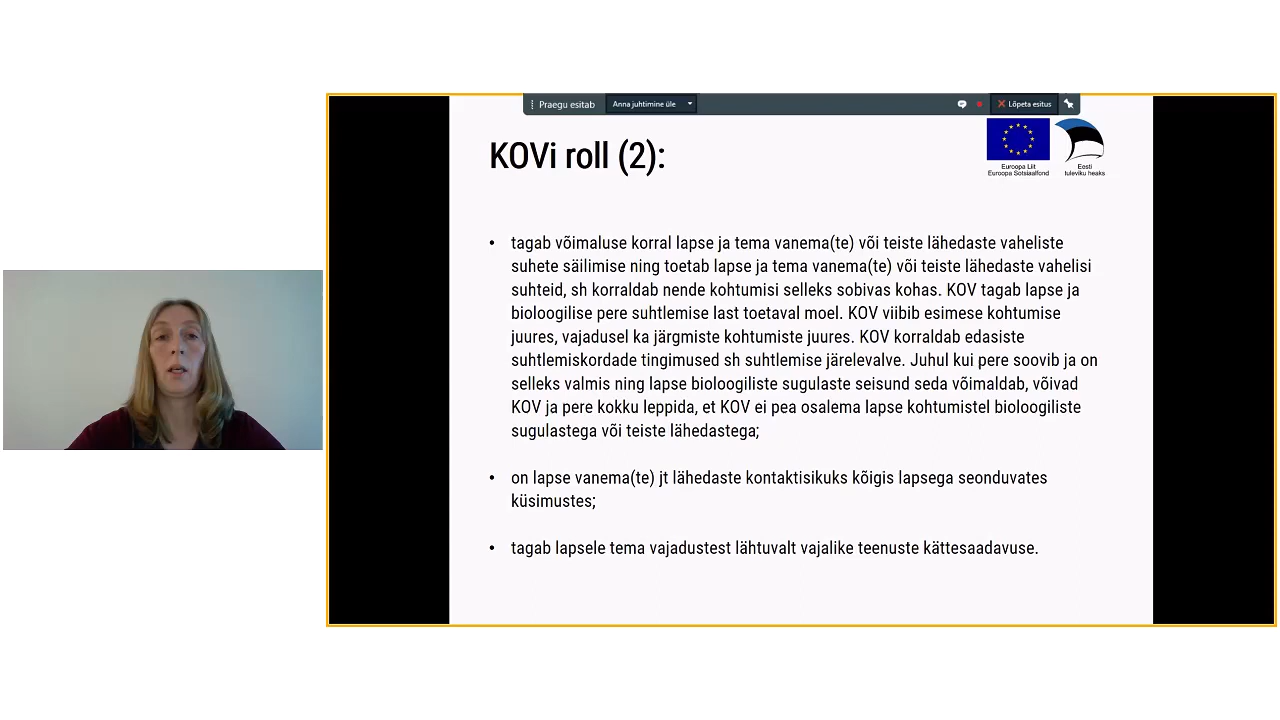 Praegu esitab
Anna juhtimine üle
Lõpeta esitus
KOVi roll (2):
Euroopa Liit
Euroopa Sotsiaalfond
Eesti
tuleviku heaks
• tagab võimaluse korral lapse ja tema vanema(te) või teiste lähedaste vaheliste
suhete säilimise ning toetab lapse ja tema vanema(te) või teiste lähedaste vahelisi
suhteid, sh korraldab nende kohtumisi selleks sobivas kohas. KOV tagab lapse ja
bioloogilise pere suhtlemise last toetaval moel. KOV viibib esimese kohtumise
juures, vajadusel ka järgmiste kohtumiste juures. KOV korraldab edasiste
suhtlemiskordade tingimused sh suhtlemise järelevalve. Juhul kui pere soovib ja on
selleks valmis ning lapse bioloogiliste sugulaste seisund seda võimaldab, võivad
KOV ja pere kokku leppida, et KOV ei pea osalema lapse kohtumistel bioloogiliste
sugulastega või teiste lähedastega;
• on lapse vanema(te) jt lähedaste kontaktisikuks kõigis lapsega seonduvates
küsimustes;
• tagab lapsele tema vajadustest lähtuvalt vajalike teenuste kättesaadavuse.